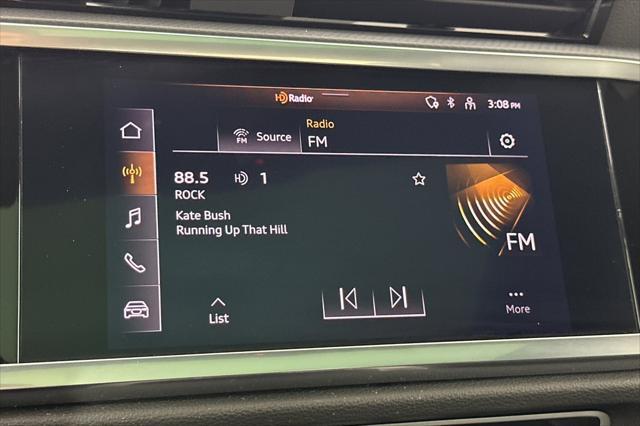 HD Radio
3:08 PM
FM
Source
Radio
FM
88.5
HD 1
ROCK
Kate Bush
Running Up That Hill
FM
List
More